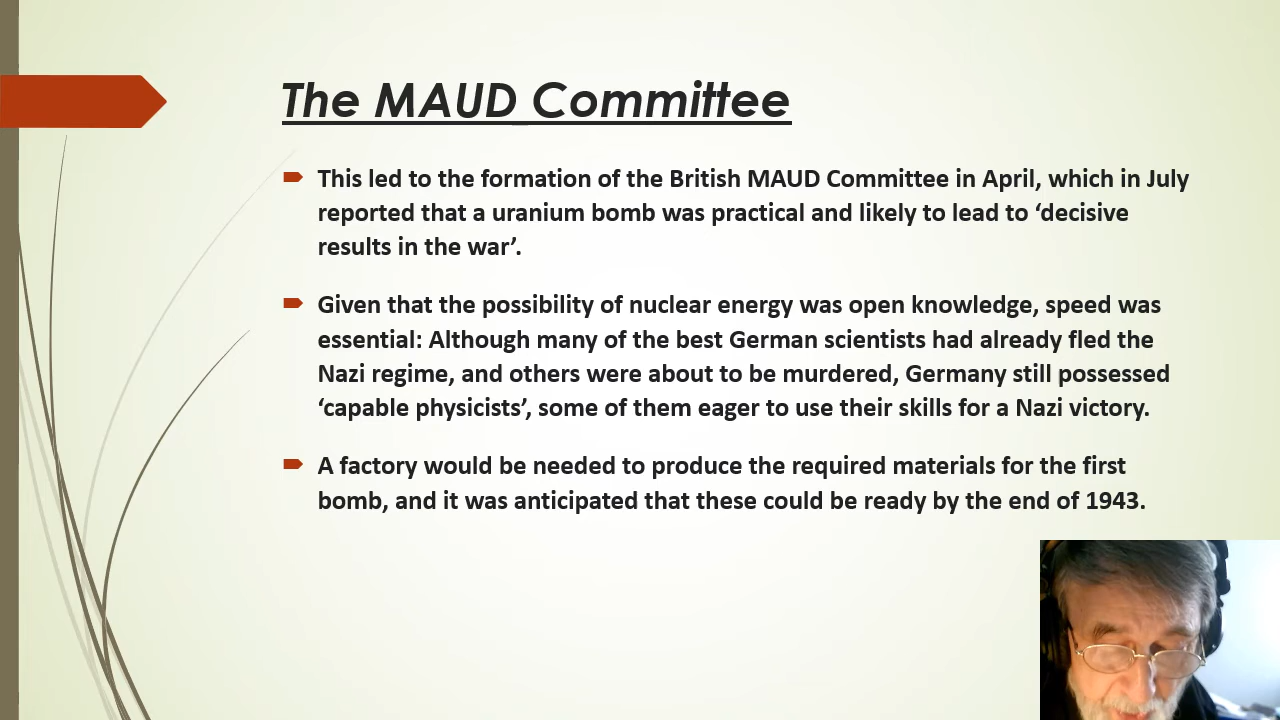 The MAUD Committee
This led to the formation of the British MAUD Committee in April, which in July
reported that a uranium bomb was practical and likely to lead to ‘decisive
results in the war’.
Given that the possibility of nuclear energy was open knowledge, speed was
essential: Although many of the best German scientists had already fled the
Nazi regime, and others were about to be murdered, Germany still possessed
‘capable physicists’, some of them eager to use their skills for a Nazi victory.
A factory would be needed to produce the required materials for the first
bomb, and it was anticipated that these could be ready by the end of 1943.